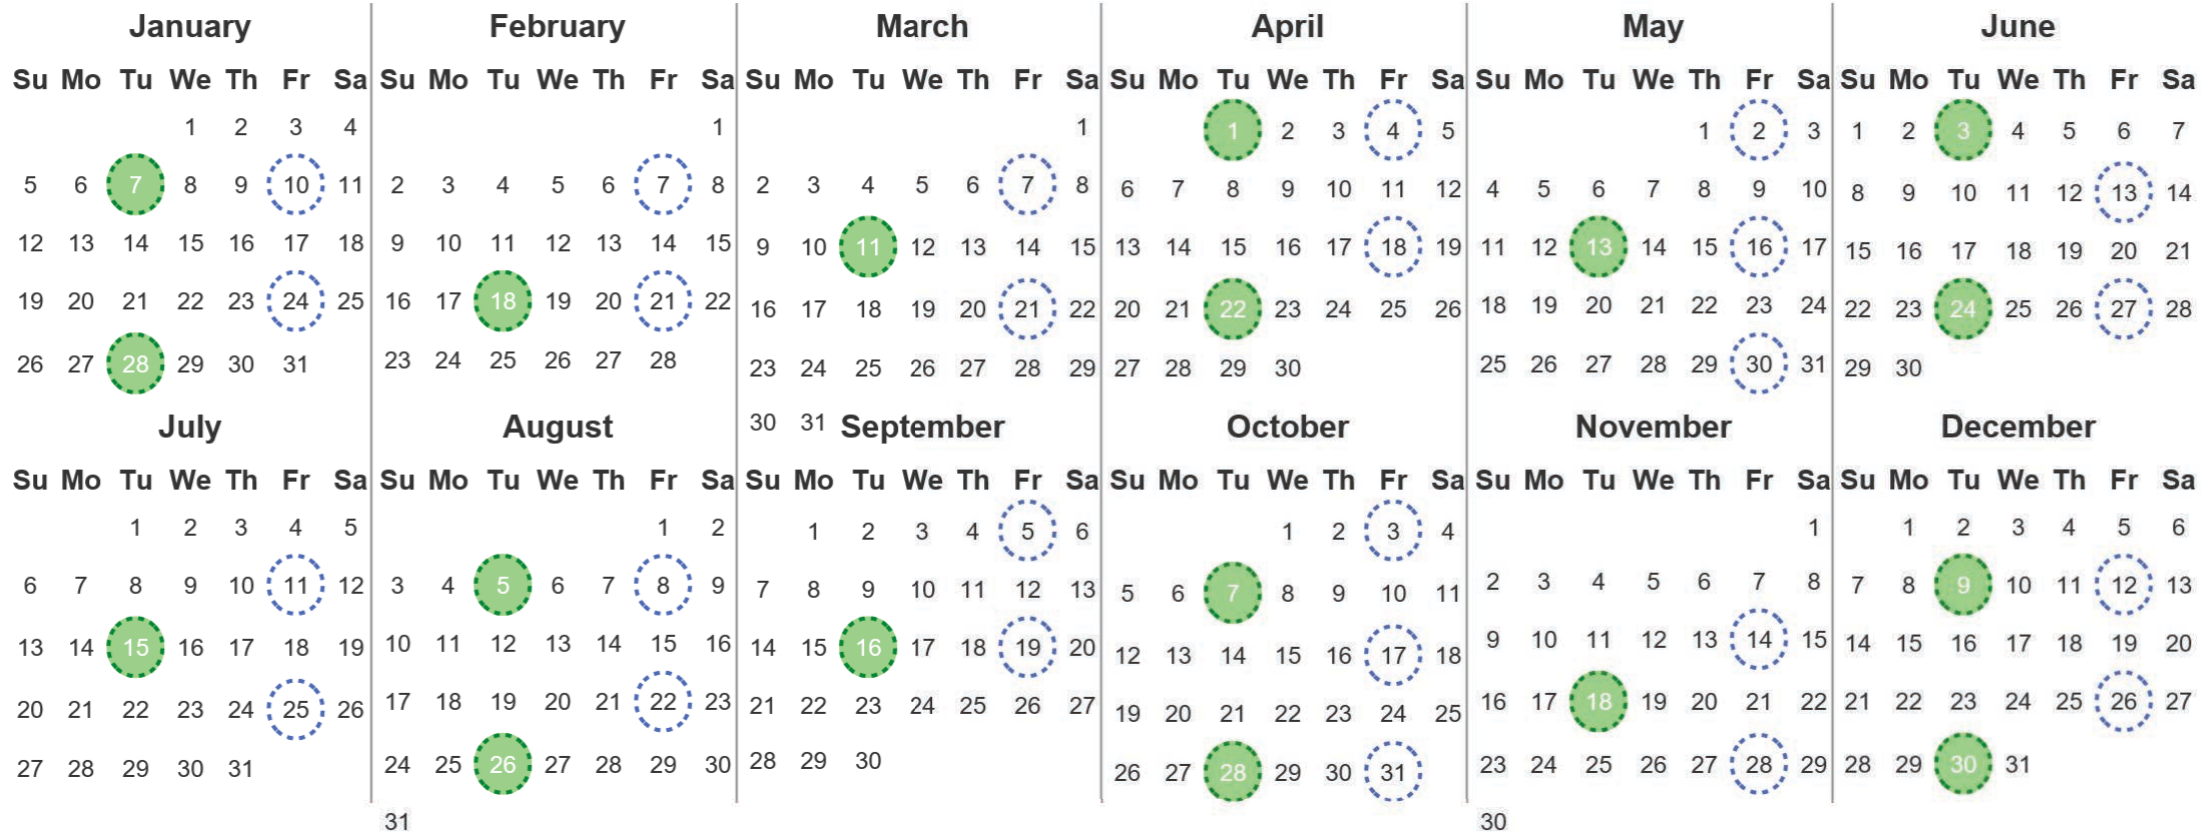 January
Su Mo Tu We Th Fr Sa
1 2 3 4
5 6 7 8 9 10 11
12 13 14 15 16 17 18
19 20 21 22 23 24 25
26 27 28 29 30 31
February
Su Mo Tu We Th Fr Sa
1
2 3 4 5 6 7 8
9 10 11 12 13 14 15
16 17 18 19 20 21 22
23 24 25 26 27 28
March
Su Mo Tu We Th Fr Sa
1
2 3 4 5 6 7 8
9 10 11 12 13 14 15
16 17 18 19 20 21 22
23 24 25 26 27 28 29
30 31
April
Su Mo Tu We Th Fr Sa
1 2 3 4 5
6 7 8 9 10 11 12
13 14 15 16 17 18 19
20 21 22 23 24 25 26
27 28 29 30
May
Su Mo Tu We Th Fr Sa
1 2 3
4 5 6 7 8 9 10
11 12 13 14 15 16 17
18 19 20 21 22 23 24
25 26 27 28 29 30 31
June
Su Mo Tu We Th Fr Sa
1 2 3 4 5 6 7
8 9 10 11 12 13 14
15 16 17 18 19 20 21
22 23 24 25 26 27 28
29 30
July
Su Mo Tu We Th Fr Sa
1 2 3 4 5
6 7 8 9 10 11 12
13 14 15 16 17 18 19
20 21 22 23 24 25 26
27 28 29 30 31
August
Su Mo Tu We Th Fr Sa
1 2
3 4 5 6 7 8 9
10 11 12 13 14 15 16
17 18 19 20 21 22 23
24 25 26 27 28 29 30
31
September
Su Mo Tu We Th Fr Sa
1 2 3 4 5 6
7 8 9 10 11 12 13
14 15 16 17 18 19 20
21 22 23 24 25 26 27
28 29 30
October
Su Mo Tu We Th Fr Sa
1 2 3 4
5 6 7 8 9 10 11
12 13 14 15 16 17 18
19 20 21 22 23 24 25
26 27 28 29 30 31
November
Su Mo Tu We Th Fr Sa
1
2 3 4 5 6 7 8
9 10 11 12 13 14 15
16 17 18 19 20 21 22
23 24 25 26 27 28 29
30
December
Su Mo Tu We Th Fr Sa
1 2 3 4 5 6
7 8 9 10 11 12 13
14 15 16 17 18 19 20
21 22 23 24 25 26 27
28 29 30 31